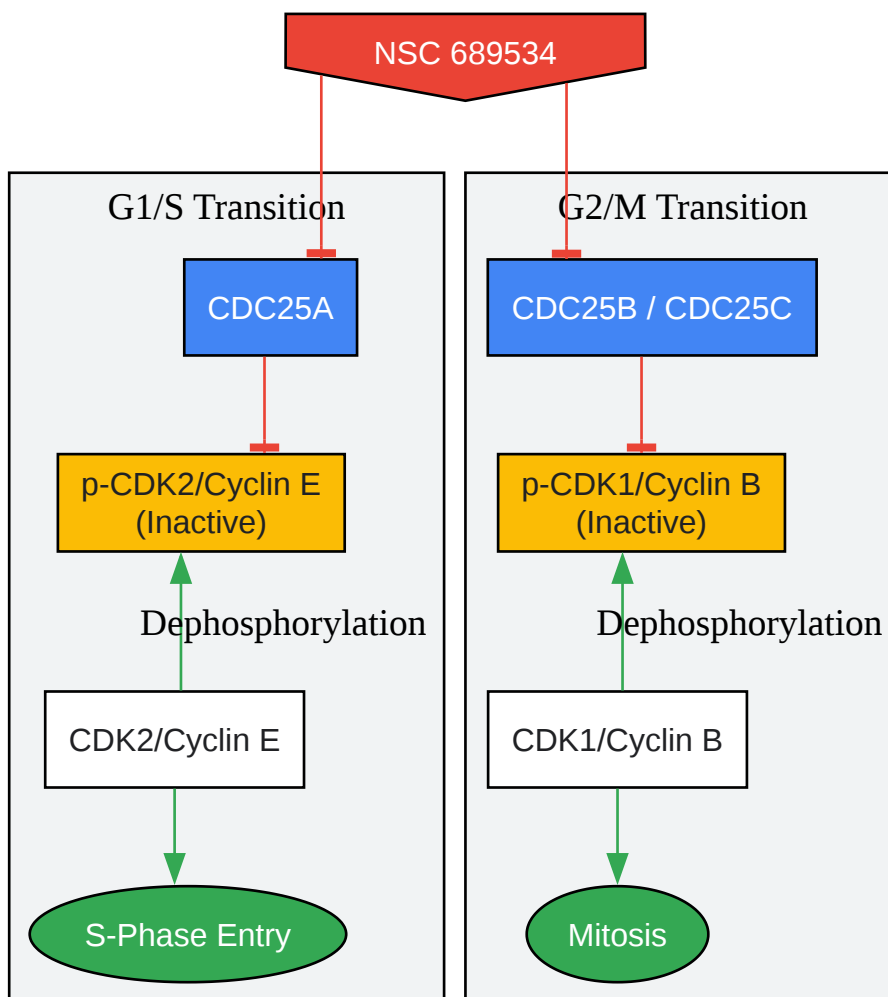 NSC 689534
G1/S Transition
CDC25A
p-CDK2/Cyclin E
(Inactive)
Dephosphorylation
CDK2/Cyclin E
S-Phase Entry
G2/M Transition
CDC25B / CDC25C
p-CDK1/Cyclin B
(Inactive)
Dephosphorylation
CDK1/Cyclin B
Mitosis